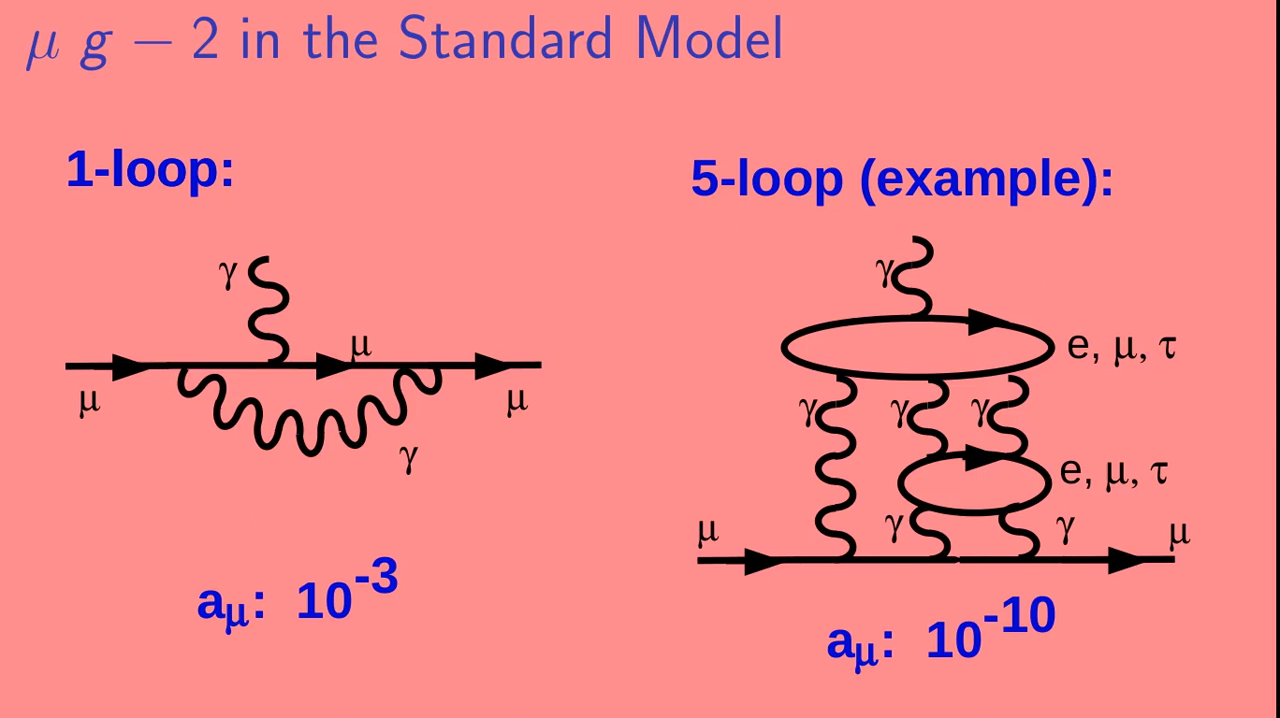 μ g − 2 in the Standard Model
1-loop:
5-loop (example):
γ
μ
μ
μ
γ
γ
e, μ, τ
γ
γ
γ
e, μ, τ
μ
γ
γ
μ
aμ: 10-3
aμ: 10-10